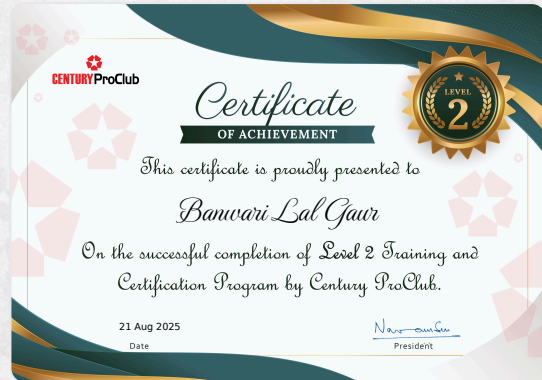 CENTURY ProClub
Certificate
OF ACHIEVEMENT
LEVEL
2
This certificate is proudly presented to
Banwari Lal Gaur
On the successful completion of Level 2 Training and
Certification Program by Century ProClub.
21 Aug 2025
Date
President